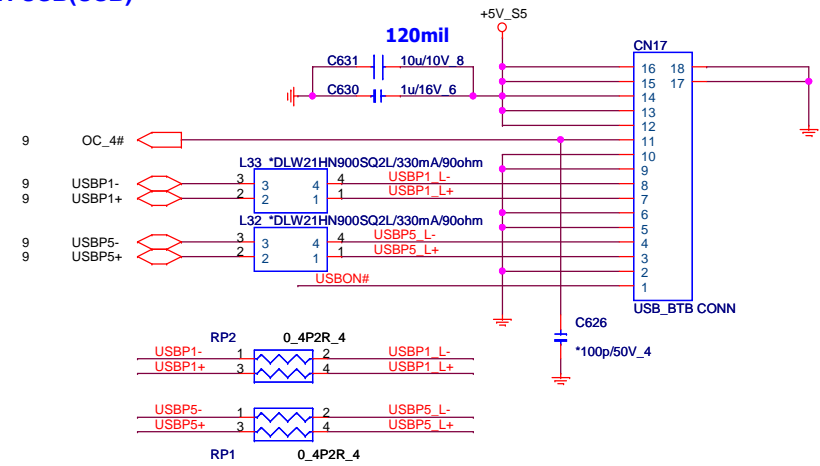 +5V_S5
120mil
CN17
C631 10u/10V_8
C630 1u/16V_6
16 18
15 17
14
13
12
9 OC_4# 11
10
L33 *DLW21HN900SQ2L/330mA/90ohm
9
9 USBP1- 3 3 4 4 USBP1_L- 8
9 USBP1+ 2 2 1 1 USBP1_L+ 7
L32 *DLW21HN900SQ2L/330mA/90ohm
6
5
9 USBP5- 3 3 4 4 USBP5_L- 4
9 USBP5+ 2 2 1 1 USBP5_L+ 3
2
USBON# 1
USB_BTB CONN
C626
*100p/50V_4
RP2 0_4P2R_4
USBP1- 1 2 USBP1_L-
USBP1+ 3 4 USBP1_L+
USBP5- 1 2 USBP5_L-
USBP5+ 3 4 USBP5_L+
RP1 0_4P2R_4